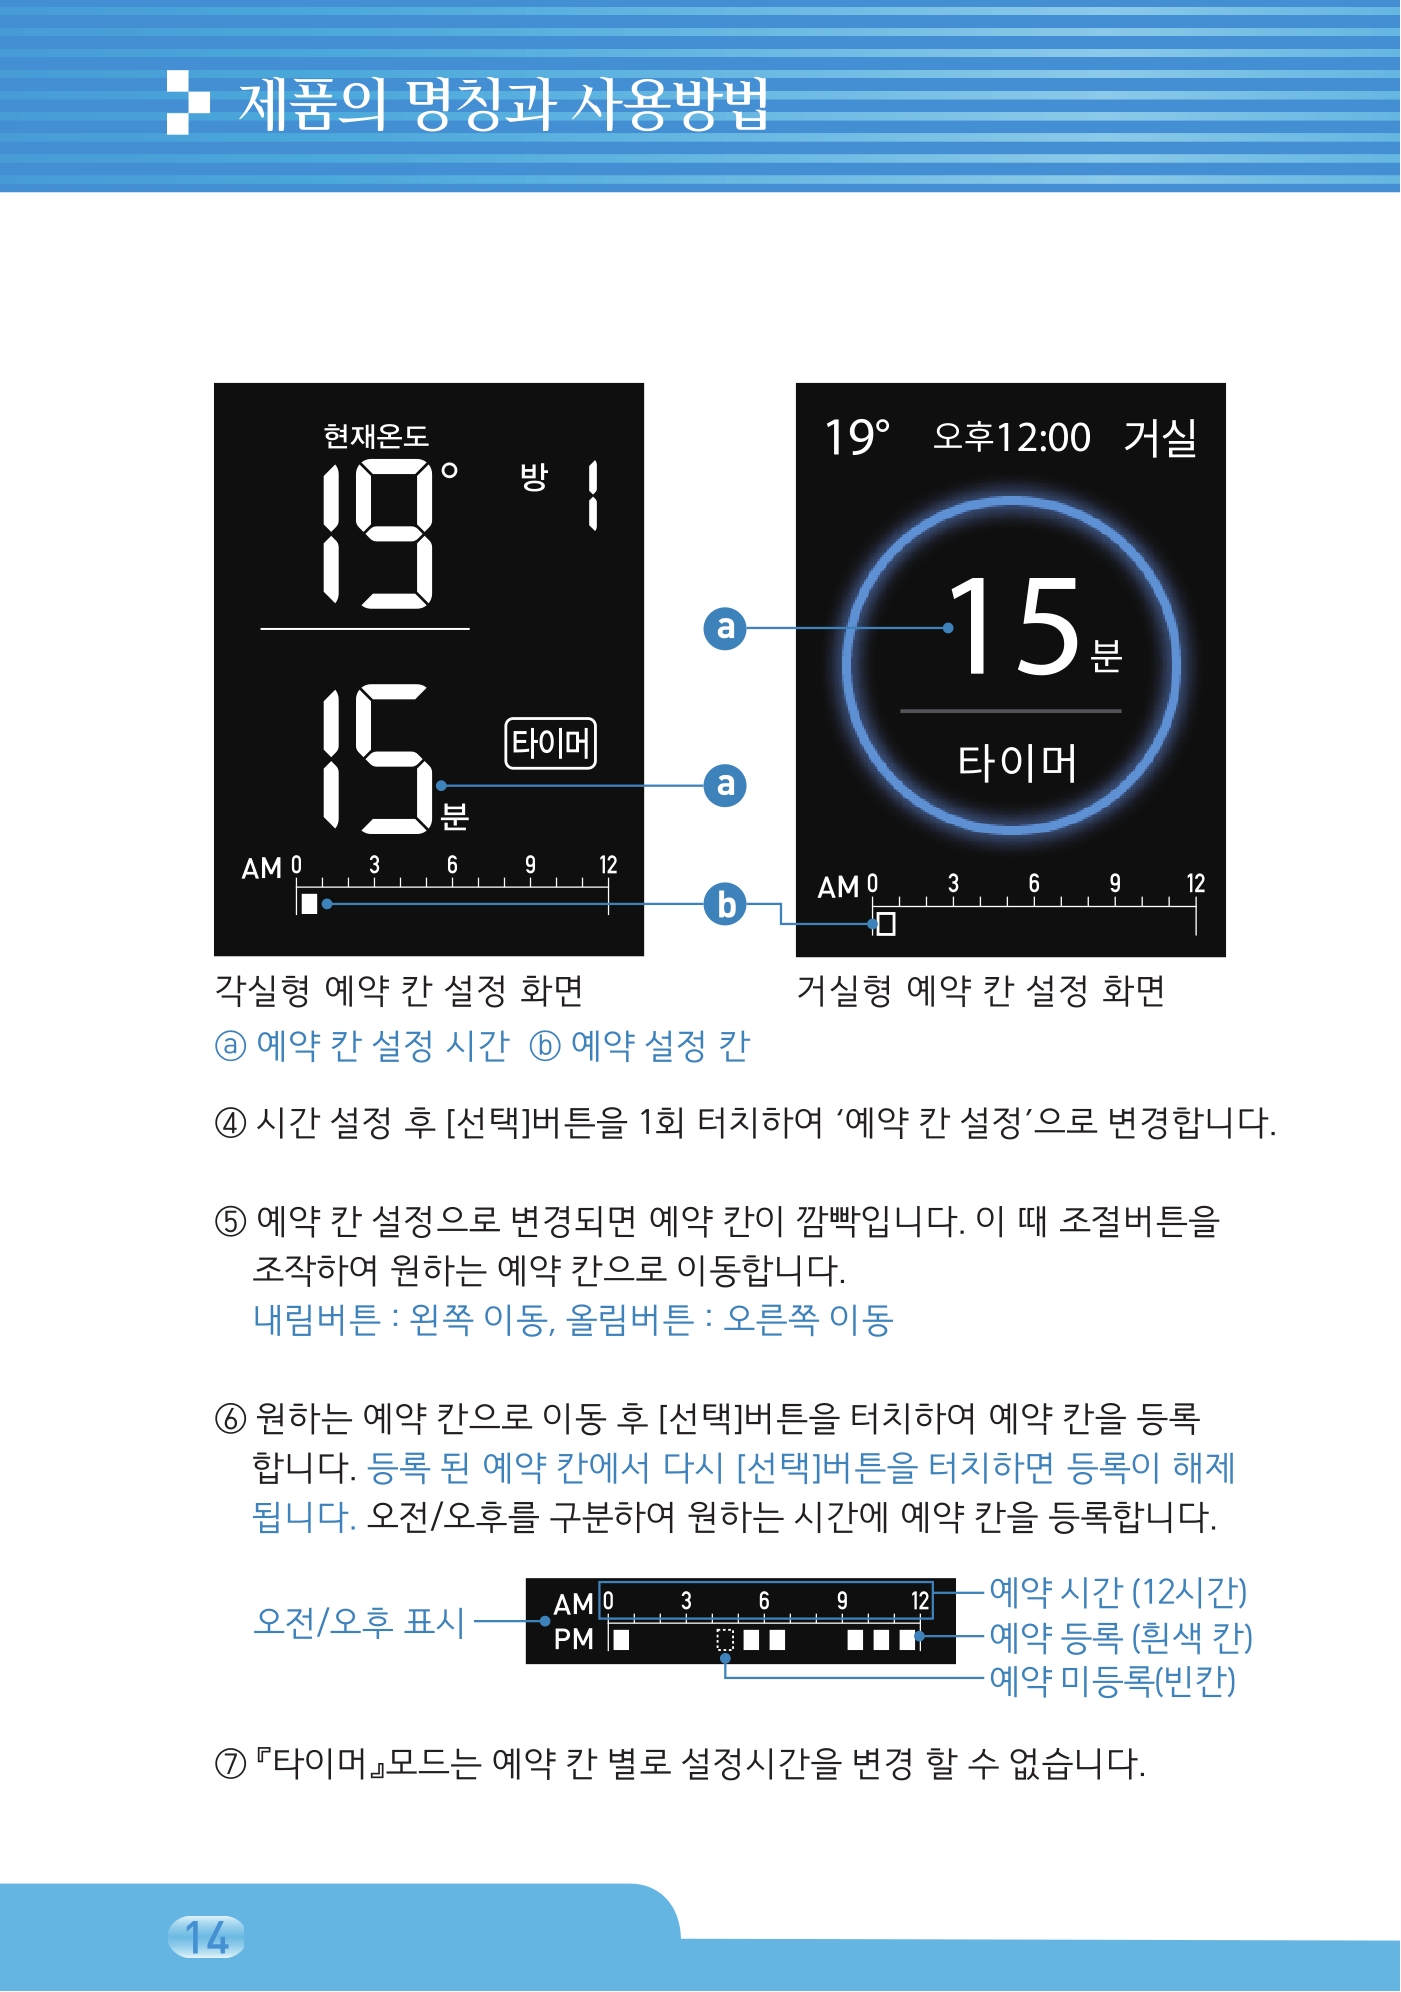 제품의 명칭과 사용방법
현재온도
19°
방 1
15분
타이머
AM 0 3 6 9 12
19° 오후12:00 거실
15분
타이머
AM 0 3 6 9 12
a
a
b
각실형 예약 칸 설정 화면
거실형 예약 칸 설정 화면
ⓐ 예약 칸 설정 시간 ⓑ 예약 설정 칸
④ 시간 설정 후 [선택]버튼을 1회 터치하여 ‘예약 칸 설정’으로 변경합니다.
⑤ 예약 칸 설정으로 변경되면 예약 칸이 깜빡입니다. 이 때 조절버튼을
조작하여 원하는 예약 칸으로 이동합니다.
내림버튼 : 왼쪽 이동, 올림버튼 : 오른쪽 이동
⑥ 원하는 예약 칸으로 이동 후 [선택]버튼을 터치하여 예약 칸을 등록
합니다. 등록 된 예약 칸에서 다시 [선택]버튼을 터치하면 등록이 해제
됩니다. 오전/오후를 구분하여 원하는 시간에 예약 칸을 등록합니다.
오전/오후 표시
AM 0 3 6 9 12
PM
예약 시간 (12시간)
예약 등록 (흰색 칸)
예약 미등록(빈칸)
⑦『타이머』모드는 예약 칸 별로 설정시간을 변경 할 수 없습니다.
14